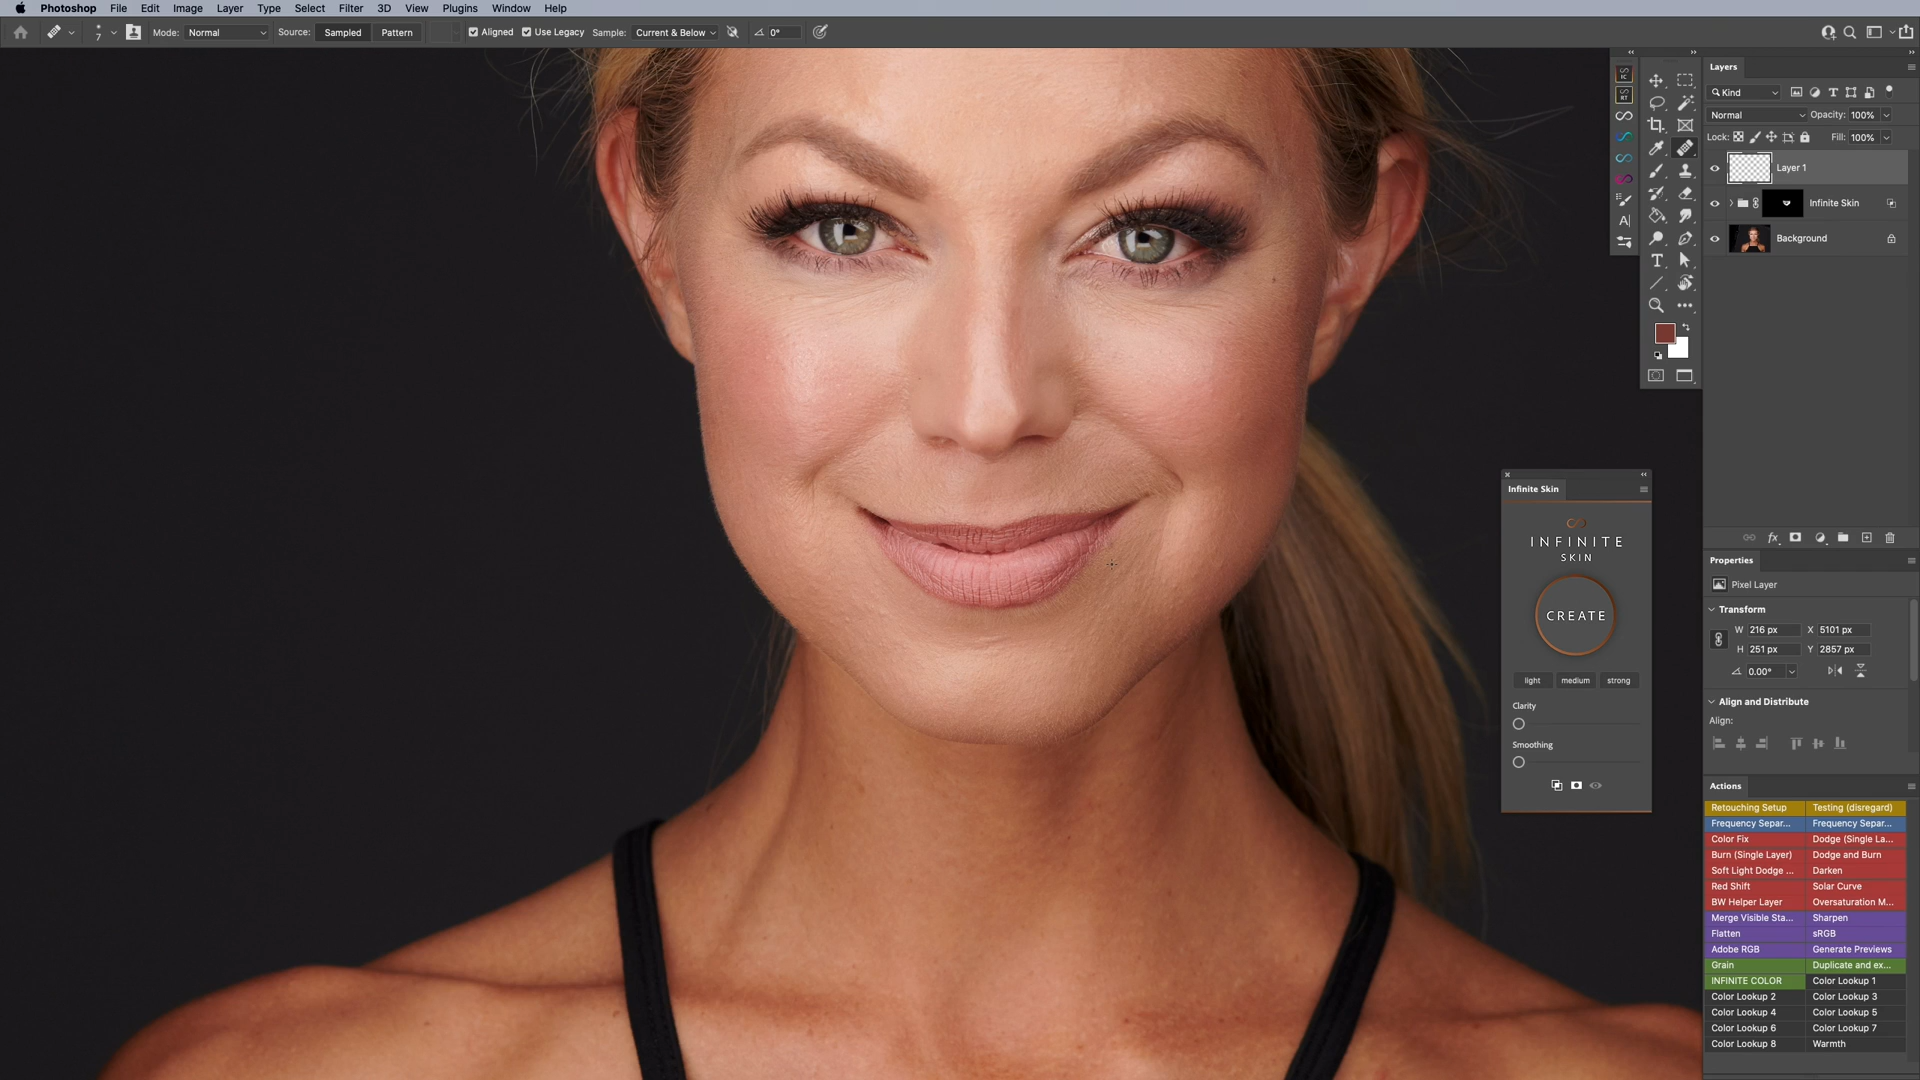 Photoshop File Edit Image Layer Type Select Filter 3D View Plugins Window Help
7 Mode: Normal Source: Sampled Pattern Aligned Use Legacy Sample: Current & Below 0°
Layers
Kind
Normal Opacity: 100%
Lock: Fill: 100%
Layer 1
Infinite Skin
Background
Infinite Skin
INFINITE
SKIN
CREATE
light medium strong
Clarity
Smoothing
Properties
Pixel Layer
Transform
W 216 px X 5101 px
H 251 px Y 2857 px
0.00°
Align and Distribute
Align:
Actions
Retouching Setup Testing (disregard)
Frequency Separ... Frequency Separ...
Color Fix Dodge (Single La...
Burn (Single Layer) Dodge and Burn
Soft Light Dodge ... Darken
Red Shift Solar Curve
BW Helper Layer Oversaturation M...
Merge Visible Sta... Sharpen
Flatten sRGB
Adobe RGB Generate Previews
Grain Duplicate and ex...
INFINITE COLOR Color Lookup 1
Color Lookup 2 Color Lookup 3
Color Lookup 4 Color Lookup 5
Color Lookup 6 Color Lookup 7
Color Lookup 8 Warmth